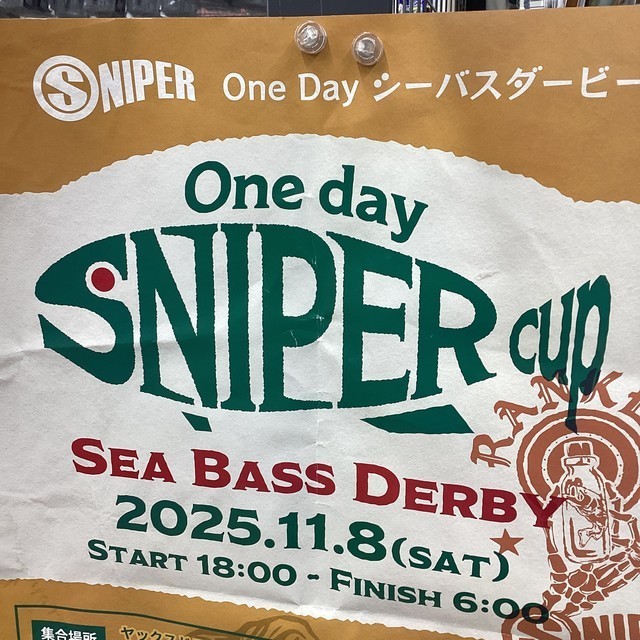 SNIPER One Day シーバスダービー
One day
SNIPER cup
SEA BASS DERBY
2025.11.8(SAT)
START 18:00 - FINISH 6:00
集合場所